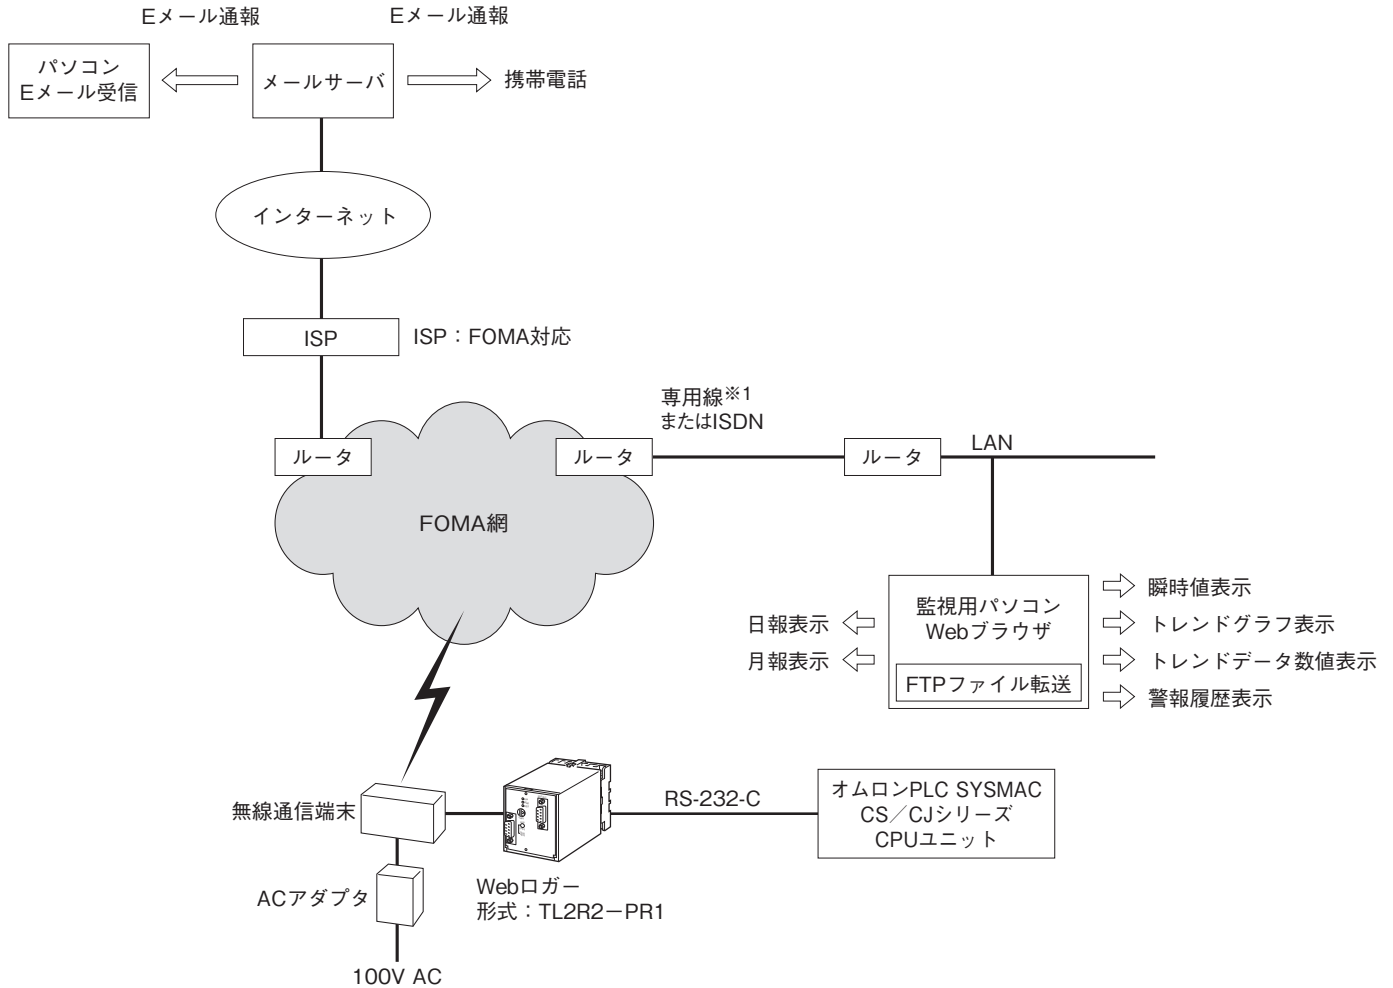 Eメール通報
Eメール通報
パソコン
Eメール受信
メールサーバ
携帯電話
インターネット
ISP
ISP：FOMA対応
専用線※1
またはISDN
ルータ
ルータ
ルータ
LAN
FOMA網
監視用パソコン
Webブラウザ
FTPファイル転送
日報表示
月報表示
瞬時値表示
トレンドグラフ表示
トレンドデータ数値表示
警報履歴表示
無線通信端末
RS-232-C
オムロンPLC SYSMAC
CS／CJシリーズ
CPUユニット
ACアダプタ
Webロガー
形式：TL2R2－PR1
100V AC